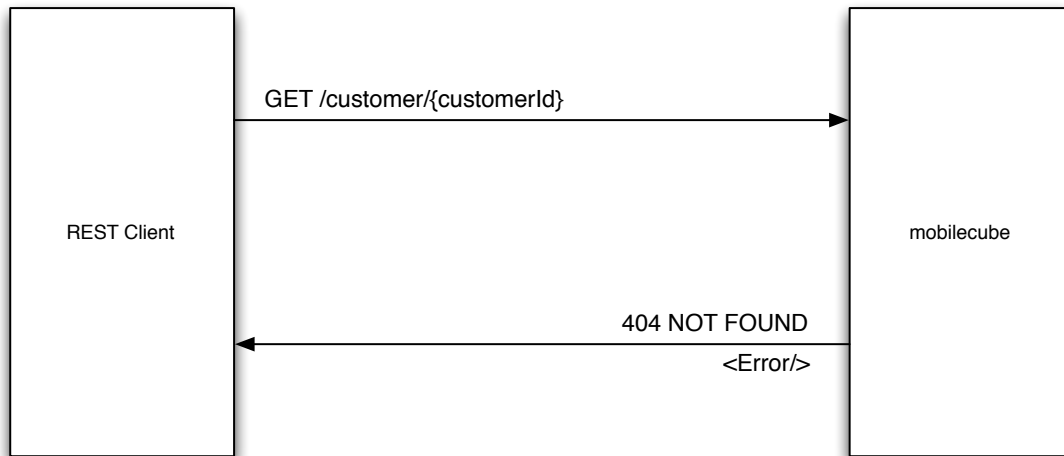 GET /customer/{customerId}
REST Client
mobilecube
404 NOT FOUND
<Error/>